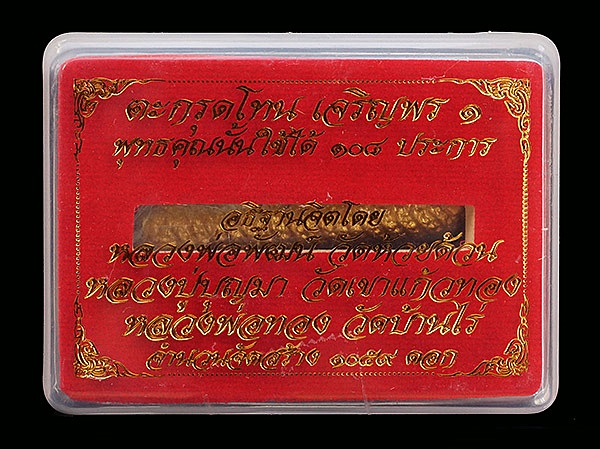 ตะกรุดโทน เจริญพร ๑
พุทธคุณนั้นใช้ได้ ๑๐๘ ประการ
อธิฐานจิตโดย
หลวงพ่อพัฒน์ วัดห้วยด้วน
หลวงปู่บุญมา วัดเขาแก้วทอง
หลวงพ่อทอง วัดบ้านไร่
จำนวนจัดสร้าง ๑๐๕๙ ดอก